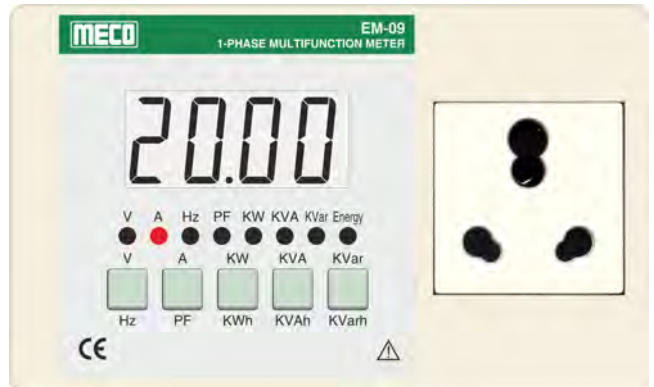 MECO
EM-09
1-PHASE MULTIFUNCTION METER
20.00
V A Hz PF KW KVA KVar Energy
V A KW KVA KVar
Hz PF KWh KVAh KVarh
CE